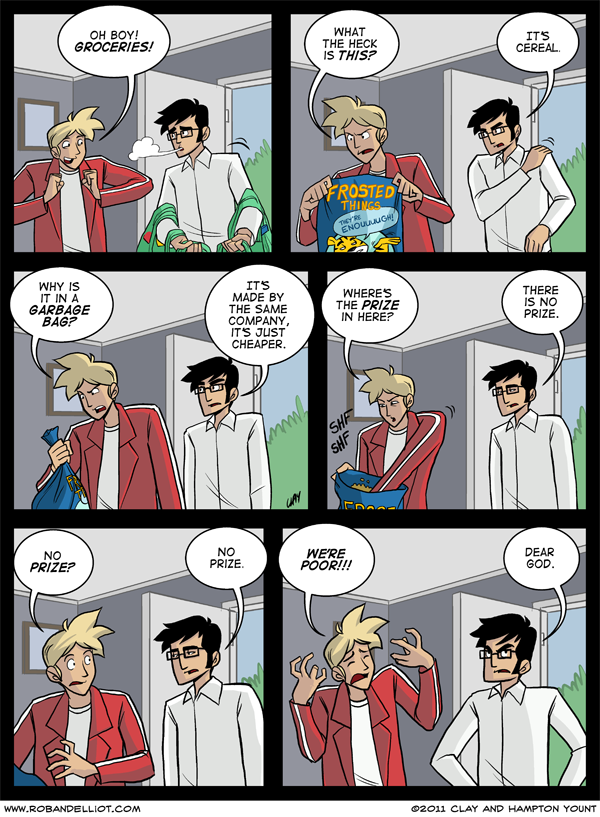 OH BOY!
GROCERIES!
WHAT
THE HECK
IS THIS?
IT'S
CEREAL.
FROSTED
THINGS
THEY'RE
ENOUUUUGH!
WHY IS
IT IN A
GARBAGE
BAG?
IT'S
MADE BY
THE SAME
COMPANY,
IT'S JUST
CHEAPER.
CLAY
WHERE'S
THE PRIZE
IN HERE?
THERE
IS NO
PRIZE.
SHF
SHF
FROST
NO
PRIZE?
NO
PRIZE.
WE'RE
POOR!!!
DEAR
GOD.
WWW.ROBANDELLIOT.COM
©2011 CLAY AND HAMPTON YOUNT